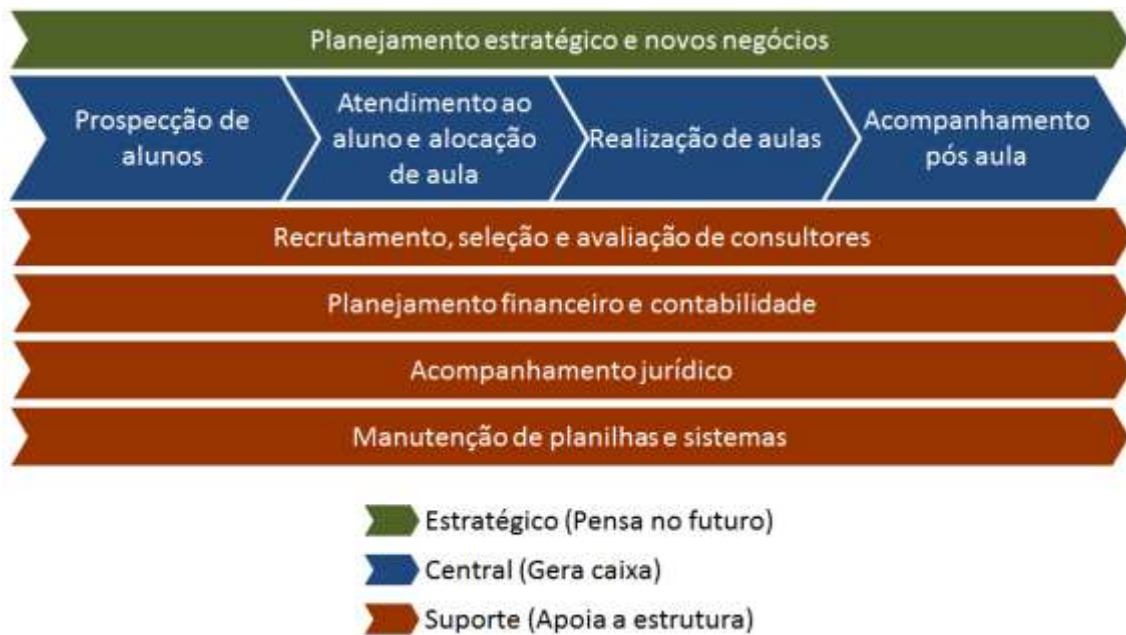 Planejamento estratégico e novos negócios
Prospecção de
alunos
Atendimento ao
aluno e alocação
de aula
Realização de aulas
Acompanhamento
pós aula
Recrutamento, seleção e avaliação de consultores
Planejamento financeiro e contabilidade
Acompanhamento jurídico
Manutenção de planilhas e sistemas
Estratégico (Pensa no futuro)
Central (Gera caixa)
Suporte (Apoia a estrutura)